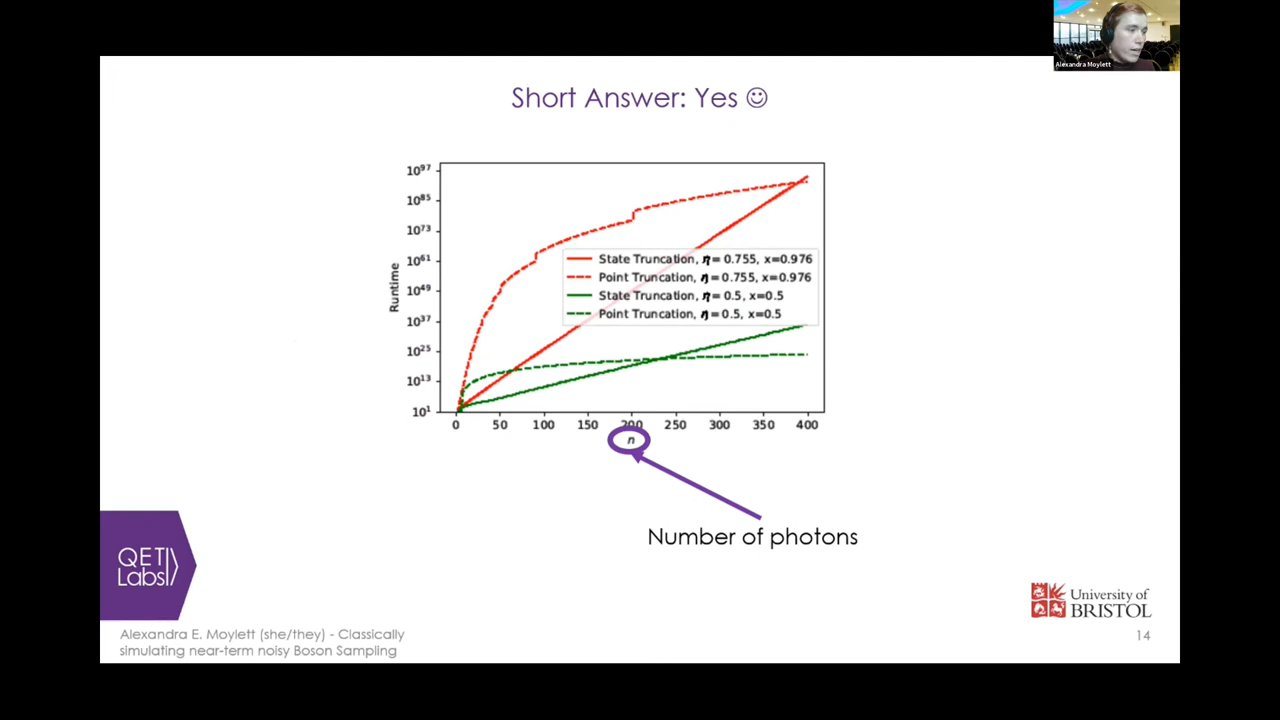 Alexandra Moylett
Short Answer: Yes ☺
10^97
10^85
10^73
10^61
10^49
10^37
10^25
10^13
10^1
Runtime
State Truncation, η= 0.755, x=0.976
Point Truncation, η= 0.755, x=0.976
State Truncation, η= 0.5, x=0.5
Point Truncation, η= 0.5, x=0.5
0 50 100 150 200 250 300 350 400
n
Number of photons
QET
Labs
University of
BRISTOL
Alexandra E. Moylett (she/they) - Classically
simulating near-term noisy Boson Sampling
14